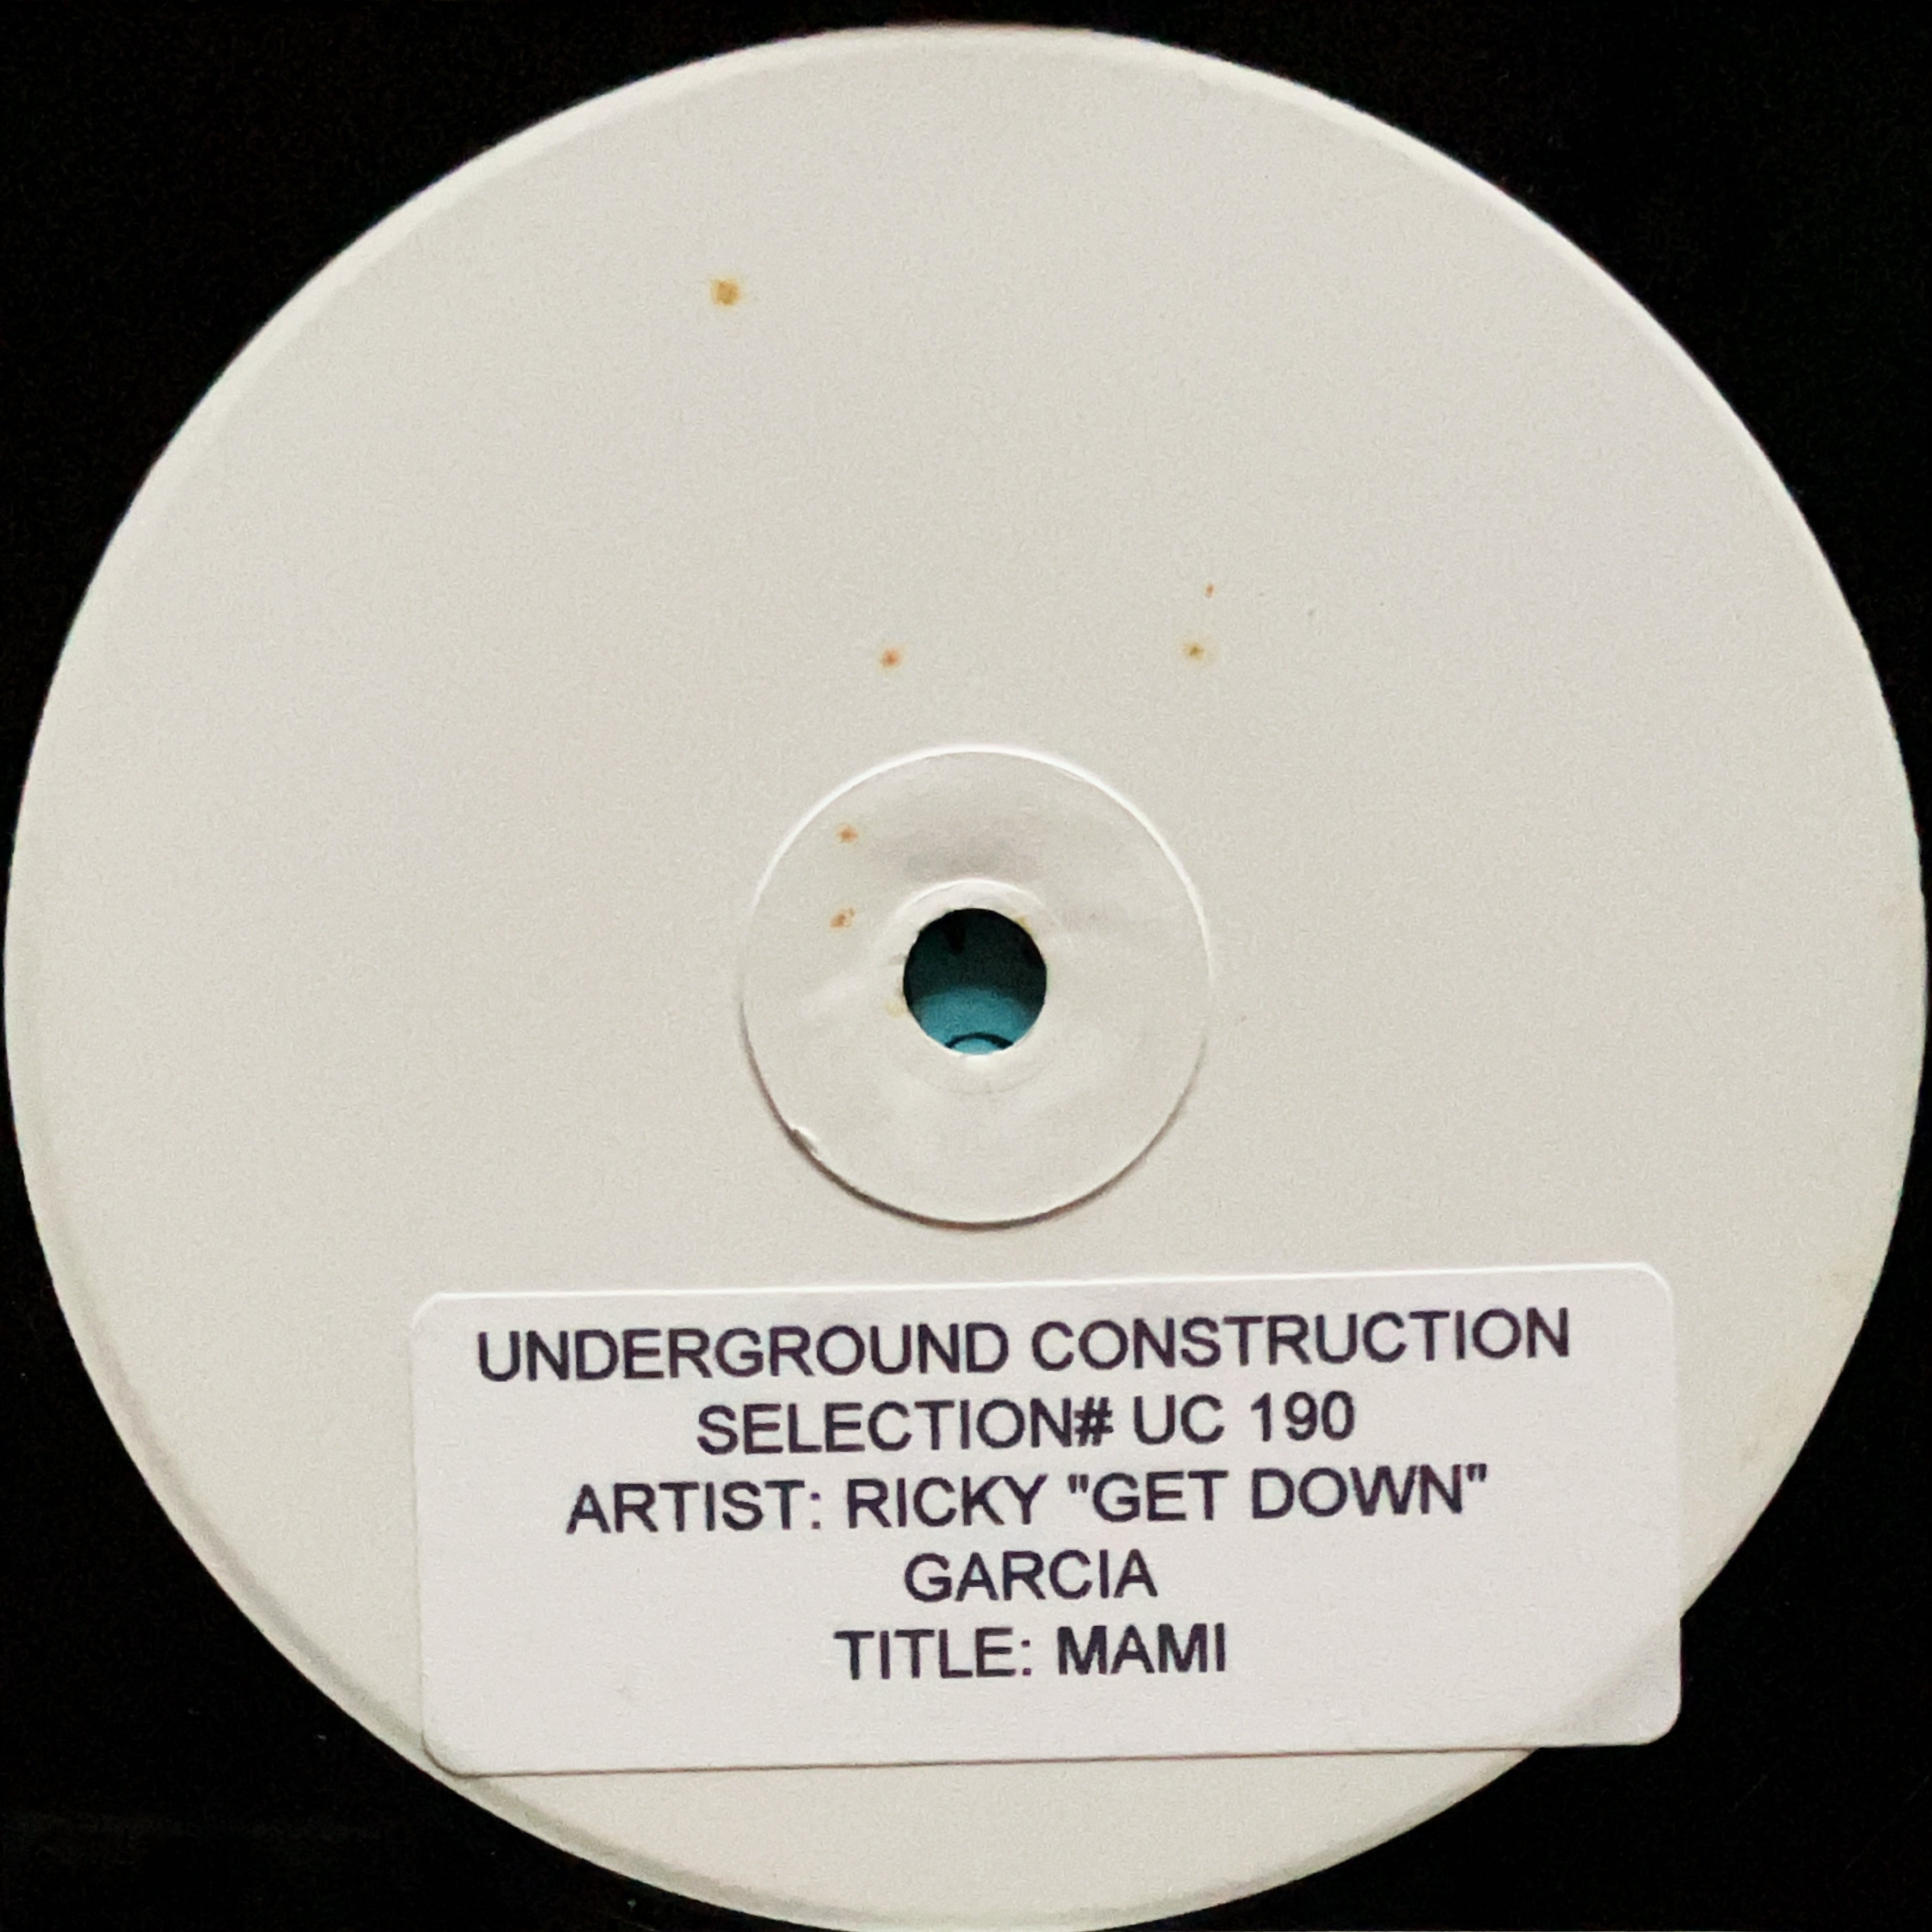 UNDERGROUND CONSTRUCTION
SELECTION# UC 190
ARTIST: RICKY "GET DOWN"
GARCIA
TITLE: MAMI